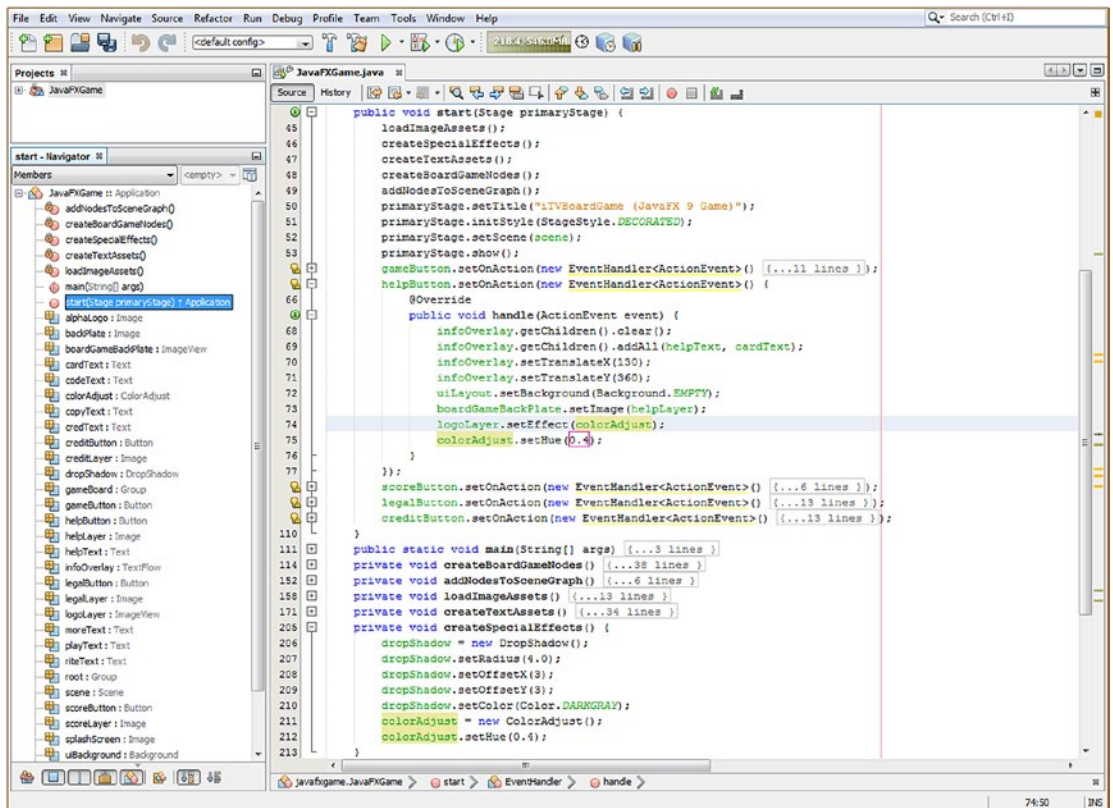 File Edit View Navigate Source Refactor Run Debug Profile Team Tools Window Help
Search (Ctrl+I)
<default config>
Projects
JavaFXGame
start - Navigator
Members
<empty>
JavaFXGame :: Application
addNodesToSceneGraph()
createBoardGameNodes()
createSpecialEffects()
createTextAssets()
loadImageAssets()
main(String[] args)
start(Stage primaryStage) ↑ Application
alphaLogo : Image
backPlate : Image
boardGameBackPlate : ImageView
cardText : Text
codeText : Text
colorAdjust : ColorAdjust
copyText : Text
credText : Text
creditButton : Button
creditLayer : Image
dropShadow : DropShadow
gameBoard : Group
gameButton : Button
helpButton : Button
helpLayer : Image
helpText : Text
infoOverlay : TextFlow
legalButton : Button
legalLayer : Image
logoLayer : ImageView
moreText : Text
playText : Text
riteText : Text
root : Group
scene : Scene
scoreButton : Button
scoreLayer : Image
splashScreen : Image
uiBackground : Background
JavaFXGame.java
Source History
public void start(Stage primaryStage) {
45 loadImageAssets();
46 createSpecialEffects();
47 createTextAssets();
48 createBoardGameNodes();
49 addNodesToSceneGraph();
50 primaryStage.setTitle("iTVBoardGame (JavaFX 9 Game)");
51 primaryStage.initStyle(StageStyle.DECORATED);
52 primaryStage.setScene(scene);
53 primaryStage.show();
gameButton.setOnAction(new EventHandler<ActionEvent>() {...11 lines });
helpButton.setOnAction(new EventHandler<ActionEvent>() {
66 @Override
public void handle(ActionEvent event) {
68 infoOverlay.getChildren().clear();
69 infoOverlay.getChildren().addAll(helpText, cardText);
70 infoOverlay.setTranslateX(130);
71 infoOverlay.setTranslateY(360);
72 uiLayout.setBackground(Background.EMPTY);
73 boardGameBackPlate.setImage(helpLayer);
74 logoLayer.setEffect(colorAdjust);
75 colorAdjust.setHue(0.4);
76 }
77 });
scoreButton.setOnAction(new EventHandler<ActionEvent>() {...6 lines });
legalButton.setOnAction(new EventHandler<ActionEvent>() {...13 lines });
creditButton.setOnAction(new EventHandler<ActionEvent>() {...13 lines });
110 }
111 public static void main(String[] args) {...3 lines }
114 private void createBoardGameNodes() {...38 lines }
152 private void addNodesToSceneGraph() {...6 lines }
158 private void loadImageAssets() {...13 lines }
171 private void createTextAssets() {...34 lines }
205 private void createSpecialEffects() {
206 dropShadow = new DropShadow();
207 dropShadow.setRadius(4.0);
208 dropShadow.setOffsetX(3);
209 dropShadow.setOffsetY(3);
210 dropShadow.setColor(Color.DARKGRAY);
211 colorAdjust = new ColorAdjust();
212 colorAdjust.setHue(0.4);
213 }
javafxgame.JavaFXGame start EventHandler handle
74:50 INS